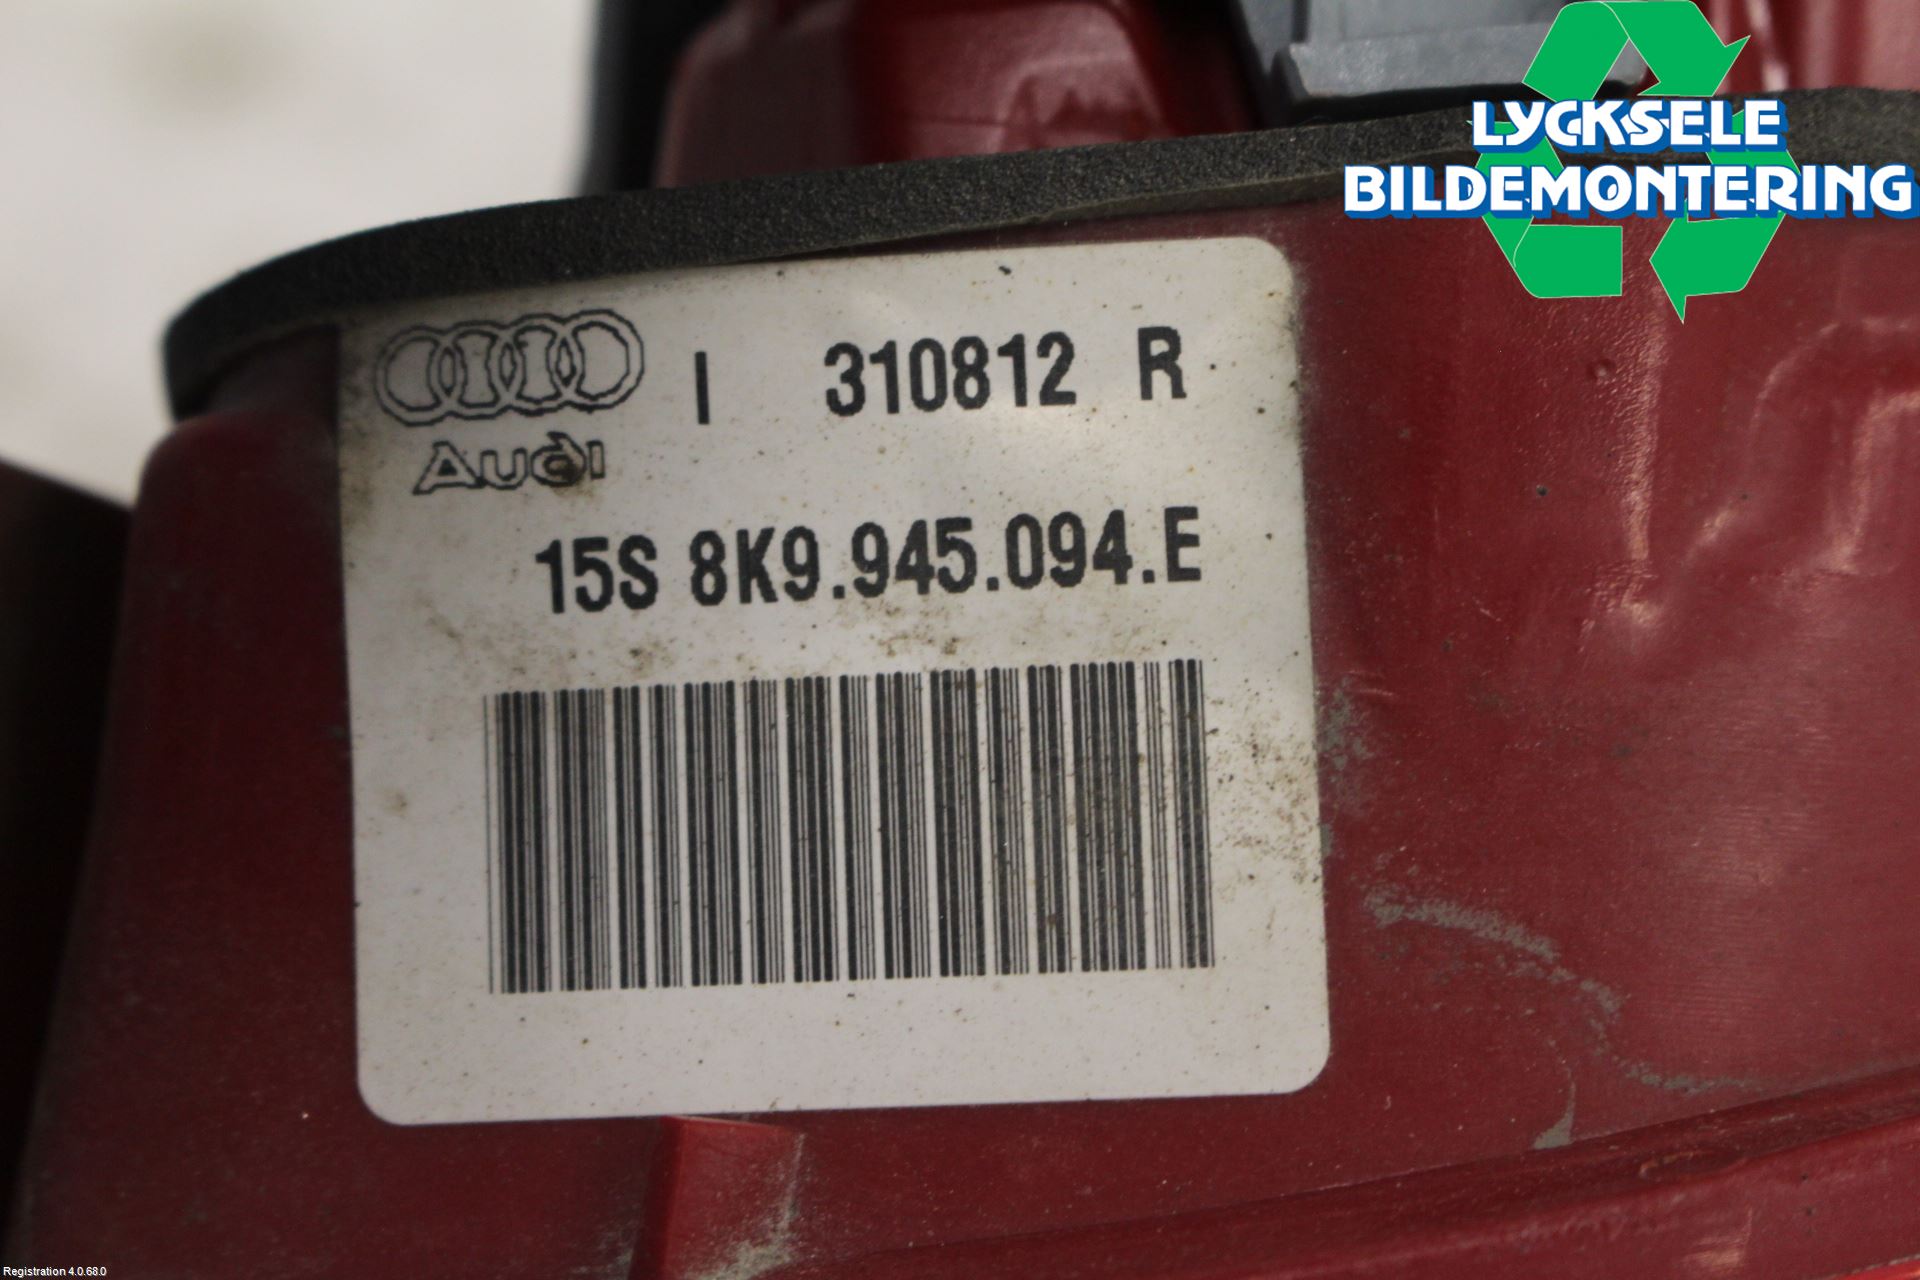 LYCKSELE
BILDEMONTERING
I 310812 R
Audi
15S 8K9.945.094.E
Registration 4.0.68.0